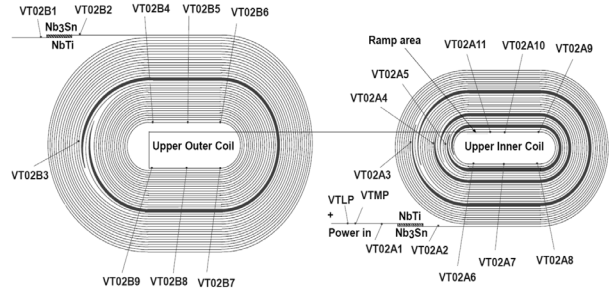 VT02B1 VT02B2 VT02B4 VT02B5 VT02B6
Nb3Sn
NbTi
Ramp area VT02A11 VT02A10 VT02A9
VT02A5
VT02A4
Upper Outer Coil
Upper Inner Coil
VT02B3
VT02A3
VTLP VTMP
+
Power in
NbTi
Nb3Sn
VT02A1 VT02A2
VT02A6 VT02A7 VT02A8
VT02B9 VT02B8 VT02B7